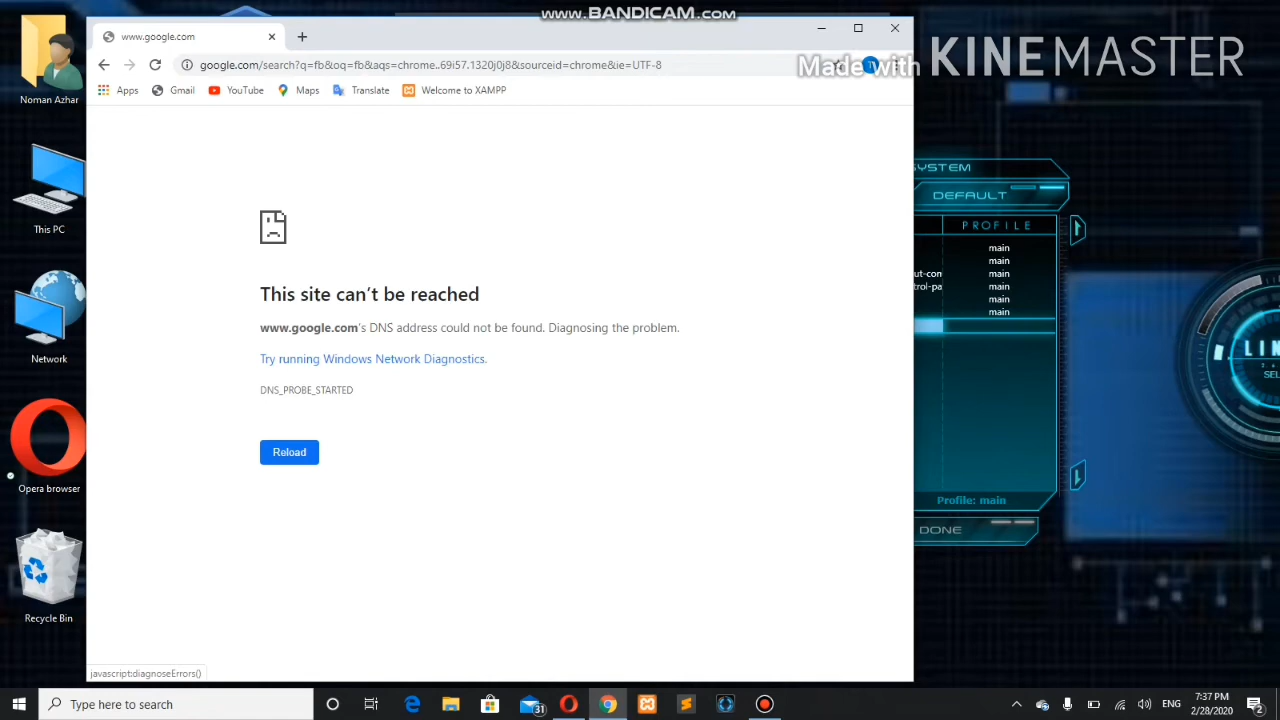 www.BANDICAM.com
Made with KINEMASTER
www.google.com
google.com/search?q=fb&oq=fb&aqs=chrome..69i57.1320j0j8&sourceid=chrome&ie=UTF-8
Apps Gmail YouTube Maps Translate Welcome to XAMPP
Noman Azhar
This PC
Network
Opera browser
Recycle Bin
This site can't be reached
www.google.com's DNS address could not be found. Diagnosing the problem.
Try running Windows Network Diagnostics.
DNS_PROBE_STARTED
Reload
javascript:diagnoseErrors()
SYSTEM
DEFAULT
PROFILE
main
main
main
main
main
main
Profile: main
DONE
Type here to search
31
ENG
7:37 PM
2/28/2020
2